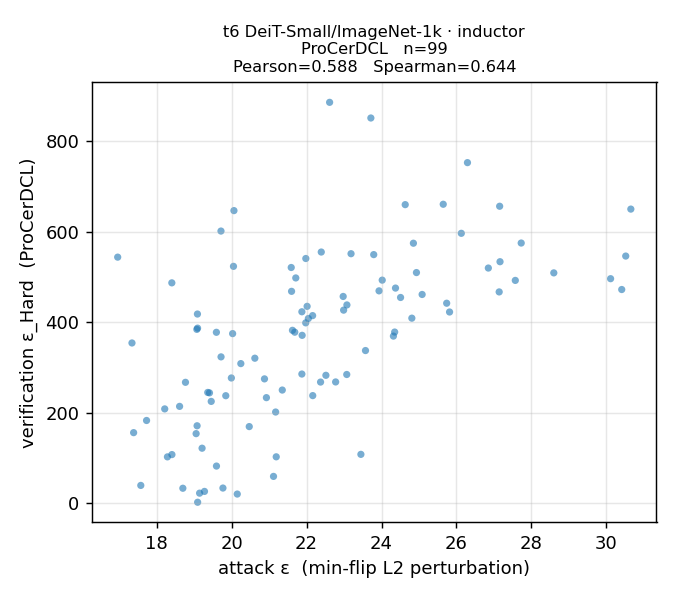 t6 DeiT-Small/ImageNet-1k · inductor
ProCerDCL   n=99
Pearson=0.588   Spearman=0.644
verification ε_Hard  (ProCerDCL)
800
600
400
200
0
18 20 22 24 26 28 30
attack ε  (min-flip L2 perturbation)